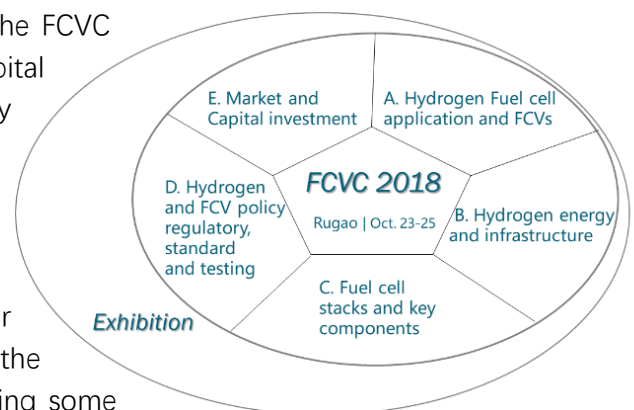 he FCVC
pital
y
r
the
ing some
E. Market and
Capital investment
A. Hydrogen Fuel cell
application and FCVs
D. Hydrogen
and FCV policy
regulatory,
standard
and testing
FCVC 2018
Rugao | Oct. 23-25
B. Hydrogen energy
and infrastructure
C. Fuel cell
stacks and key
components
Exhibition